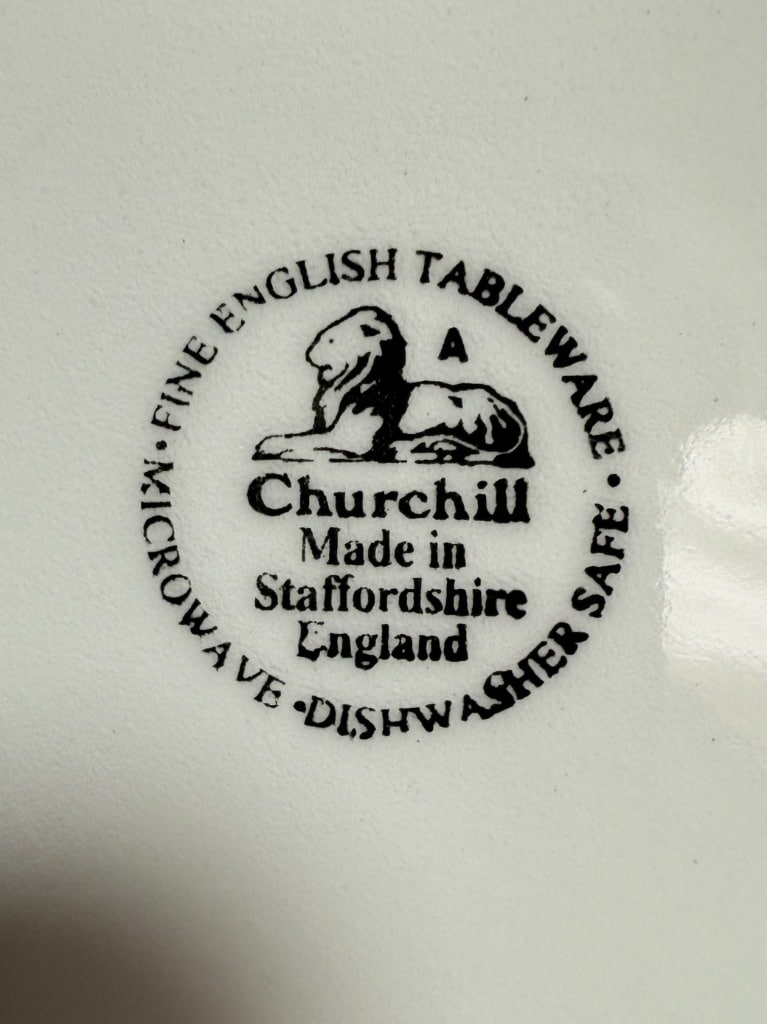 FINE ENGLISH TABLEWARE •
A
Churchill
Made in
Staffordshire
England
MICROWAVE • DISHWASHER SAFE •